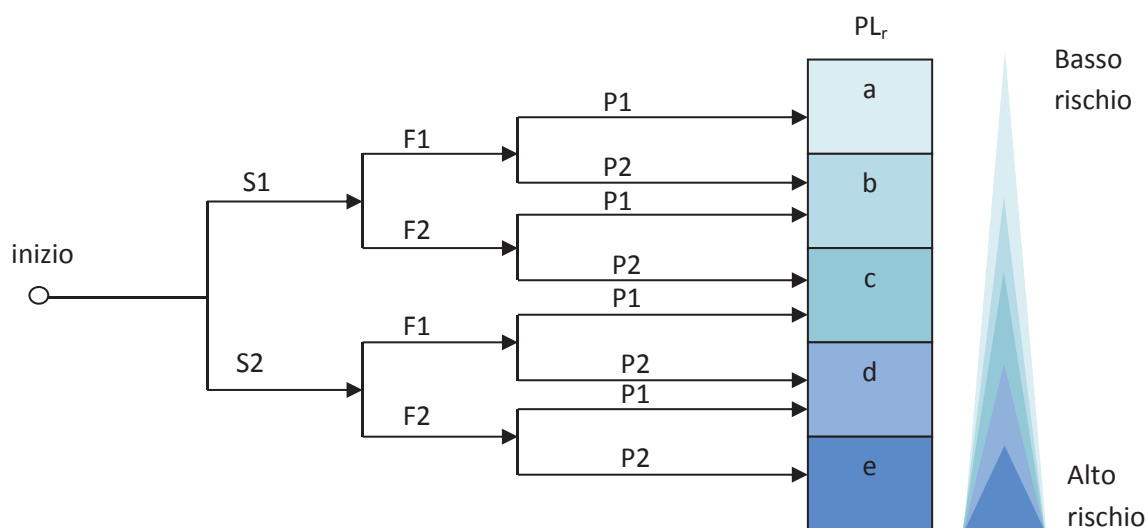 PLr
Basso
rischio
a
P1
F1
P2
b
S1
P1
F2
inizio
P2
c
P1
F1
S2
P2
d
P1
F2
P2
e
Alto
rischio